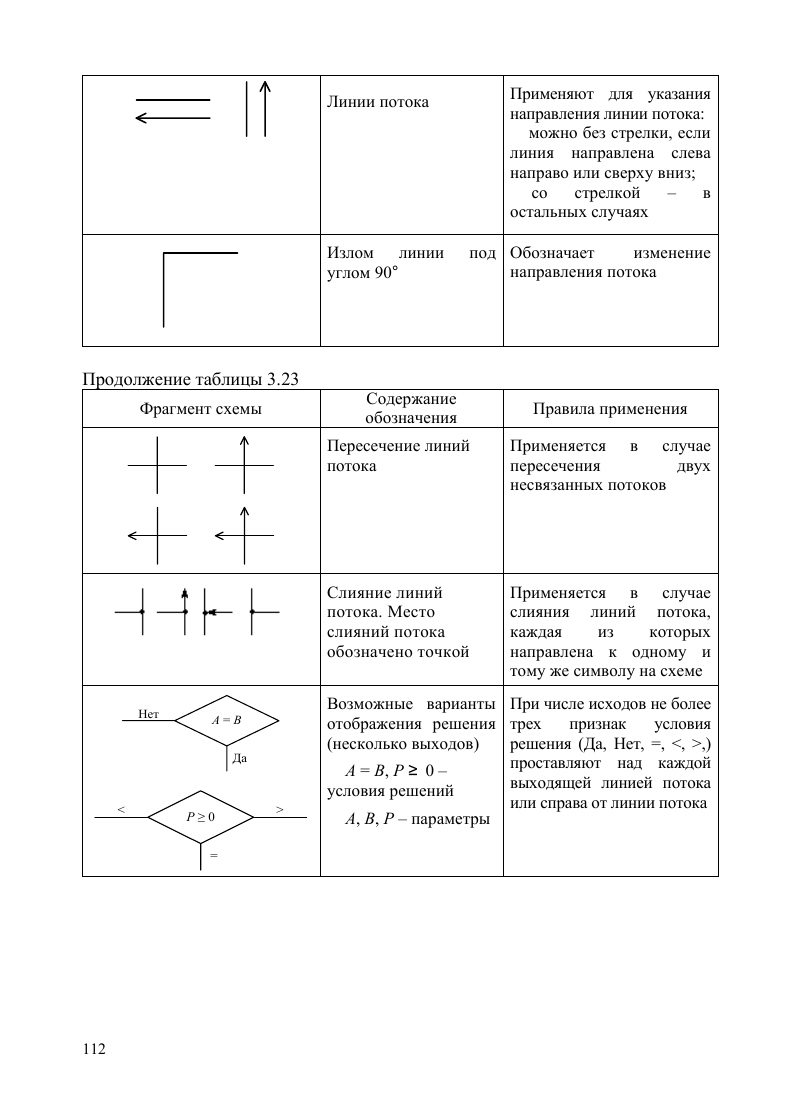 Линии потока
Применяют для указания
направления линии потока:
можно без стрелки, если
линия направлена слева
направо или сверху вниз;
со стрелкой – в
остальных случаях
Излом линии под
углом 90°
Обозначает изменение
направления потока
Продолжение таблицы 3.23
Фрагмент схемы
Содержание
обозначения
Правила применения
Пересечение линий
потока
Применяется в случае
пересечения двух
несвязанных потоков
Слияние линий
потока. Место
слияний потока
обозначено точкой
Применяется в случае
слияния линий потока,
каждая из которых
направлена к одному и
тому же символу на схеме
Нет
A = B
Да
<
P ≥ 0
>
=
Возможные варианты
отображения решения
(несколько выходов)
A = B, P ≥ 0 –
условия решений
A, B, P – параметры
При числе исходов не более
трех признак условия
решения (Да, Нет, =, <, >,)
проставляют над каждой
выходящей линией потока
или справа от линии потока
112